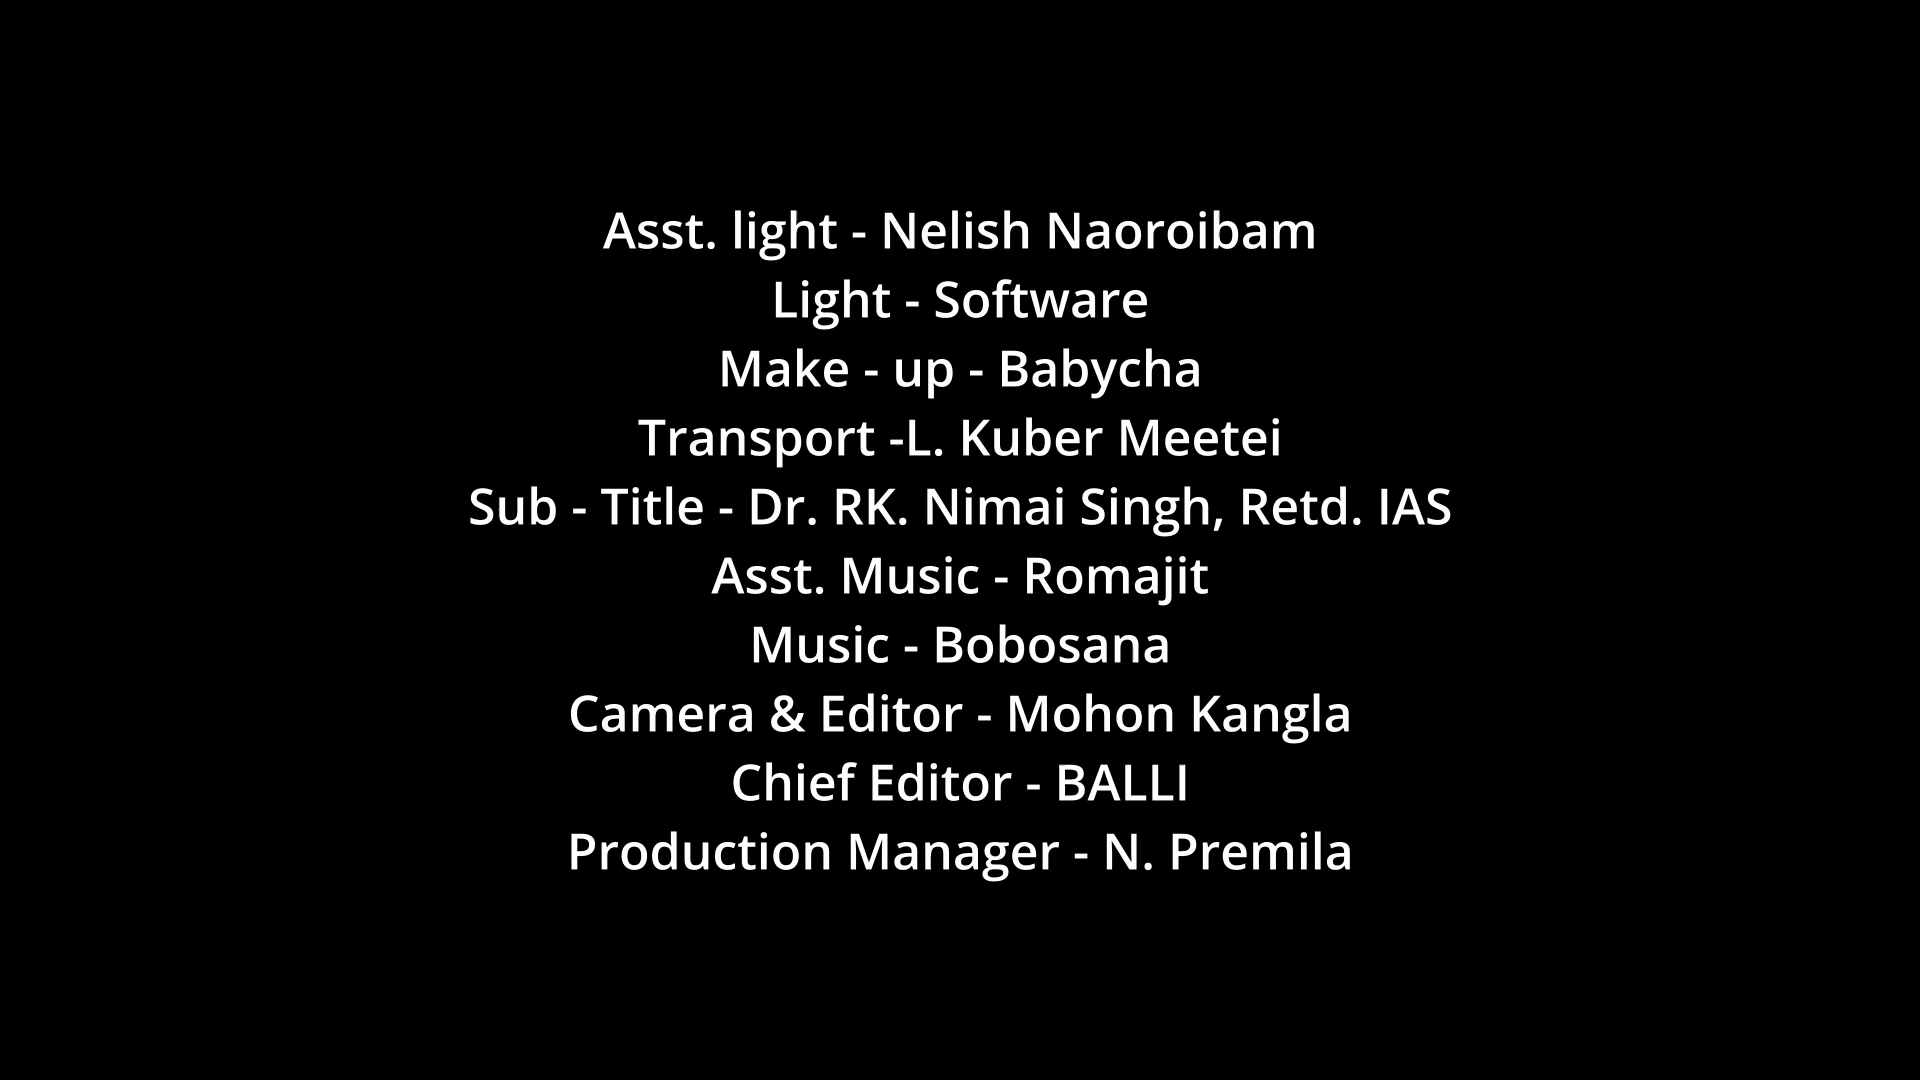 Asst. light - Nelish Naoroibam
Light - Software
Make - up - Babycha
Transport -L. Kuber Meetei
Sub - Title - Dr. RK. Nimai Singh, Retd. IAS
Asst. Music - Romajit
Music - Bobosana
Camera & Editor - Mohon Kangla
Chief Editor - BALLI
Production Manager - N. Premila